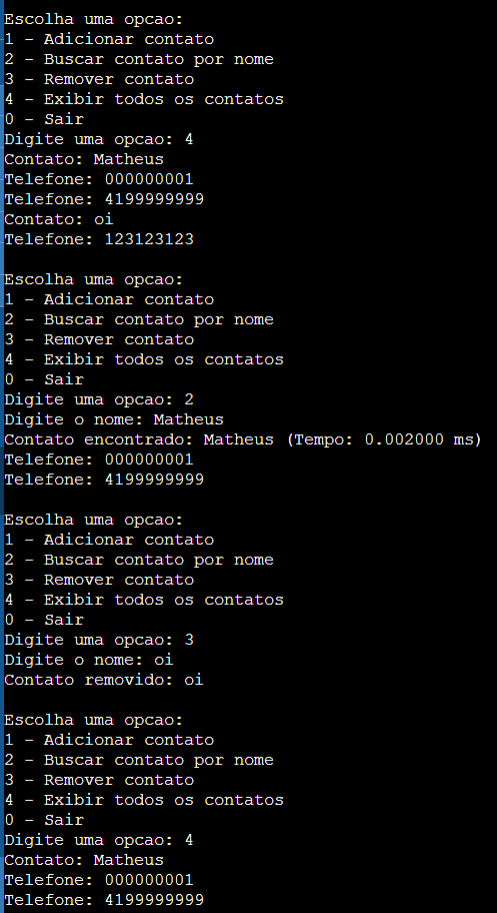 Escolha uma opcao:
1 - Adicionar contato
2 - Buscar contato por nome
3 - Remover contato
4 - Exibir todos os contatos
0 - Sair
Digite uma opcao: 4
Contato: Matheus
Telefone: 000000001
Telefone: 4199999999
Contato: oi
Telefone: 123123123
Escolha uma opcao:
1 - Adicionar contato
2 - Buscar contato por nome
3 - Remover contato
4 - Exibir todos os contatos
0 - Sair
Digite uma opcao: 2
Digite o nome: Matheus
Contato encontrado: Matheus (Tempo: 0.002000 ms)
Telefone: 000000001
Telefone: 4199999999
Escolha uma opcao:
1 - Adicionar contato
2 - Buscar contato por nome
3 - Remover contato
4 - Exibir todos os contatos
0 - Sair
Digite uma opcao: 3
Digite o nome: oi
Contato removido: oi
Escolha uma opcao:
1 - Adicionar contato
2 - Buscar contato por nome
3 - Remover contato
4 - Exibir todos os contatos
0 - Sair
Digite uma opcao: 4
Contato: Matheus
Telefone: 000000001
Telefone: 4199999999